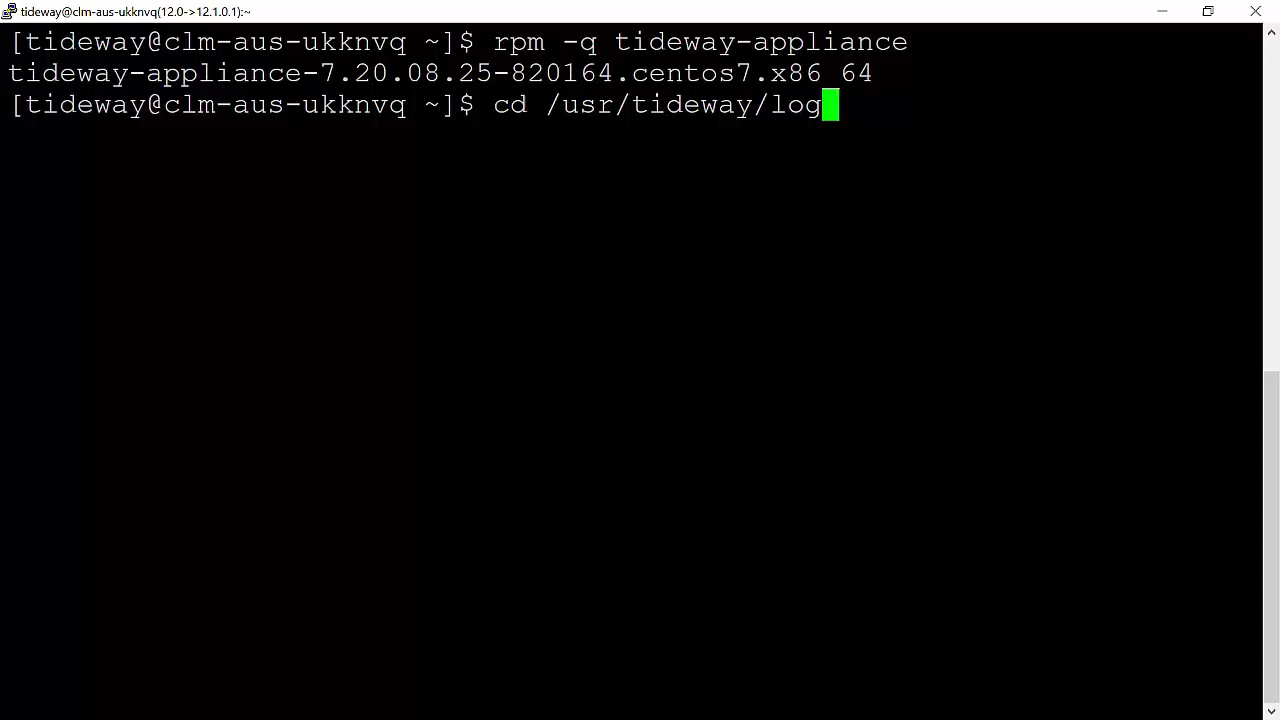 tideway@clm-aus-ukknvq(12.0->12.1.0.1):~
[tideway@clm-aus-ukknvq ~]$ rpm -q tideway-appliance
tideway-appliance-7.20.08.25-820164.centos7.x86_64
[tideway@clm-aus-ukknvq ~]$ cd /usr/tideway/log